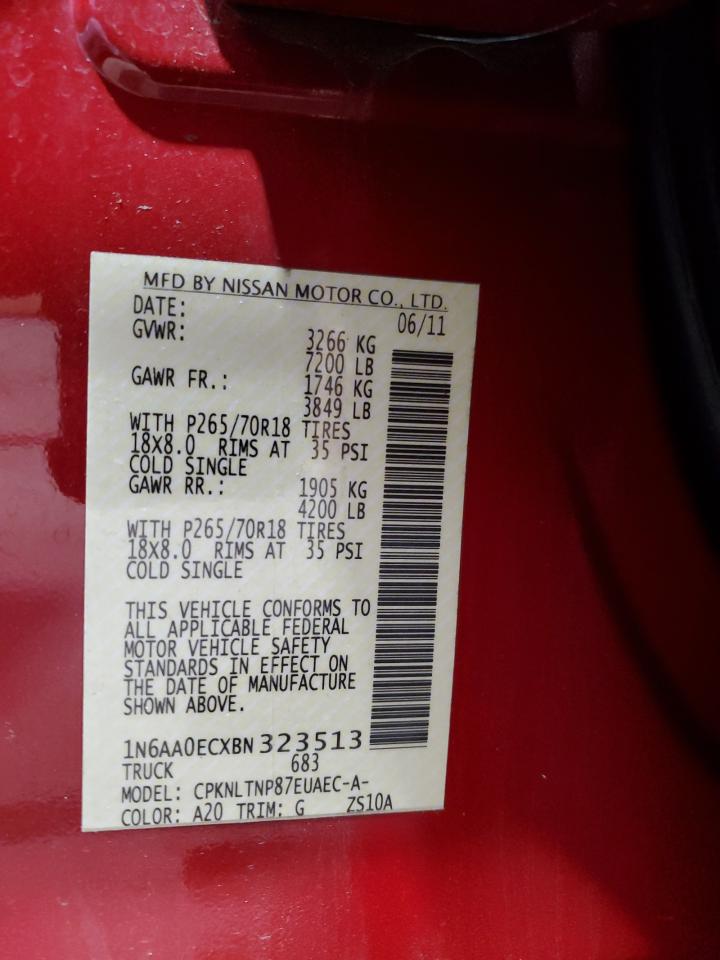 MFD BY NISSAN MOTOR CO., LTD.
DATE: 06/11
GVWR: 3266 KG
7200 LB
GAWR FR.: 1746 KG
3849 LB
WITH P265/70R18 TIRES
18X8.0 RIMS AT 35 PSI
COLD SINGLE
GAWR RR.: 1905 KG
4200 LB
WITH P265/70R18 TIRES
18X8.0 RIMS AT 35 PSI
COLD SINGLE
THIS VEHICLE CONFORMS TO
ALL APPLICABLE FEDERAL
MOTOR VEHICLE SAFETY
STANDARDS IN EFFECT ON
THE DATE OF MANUFACTURE
SHOWN ABOVE.
1N6AA0ECXBN323513
TRUCK 683
MODEL: CPKNLTNP87EUAEC-A-
COLOR: A20 TRIM: G ZS10A